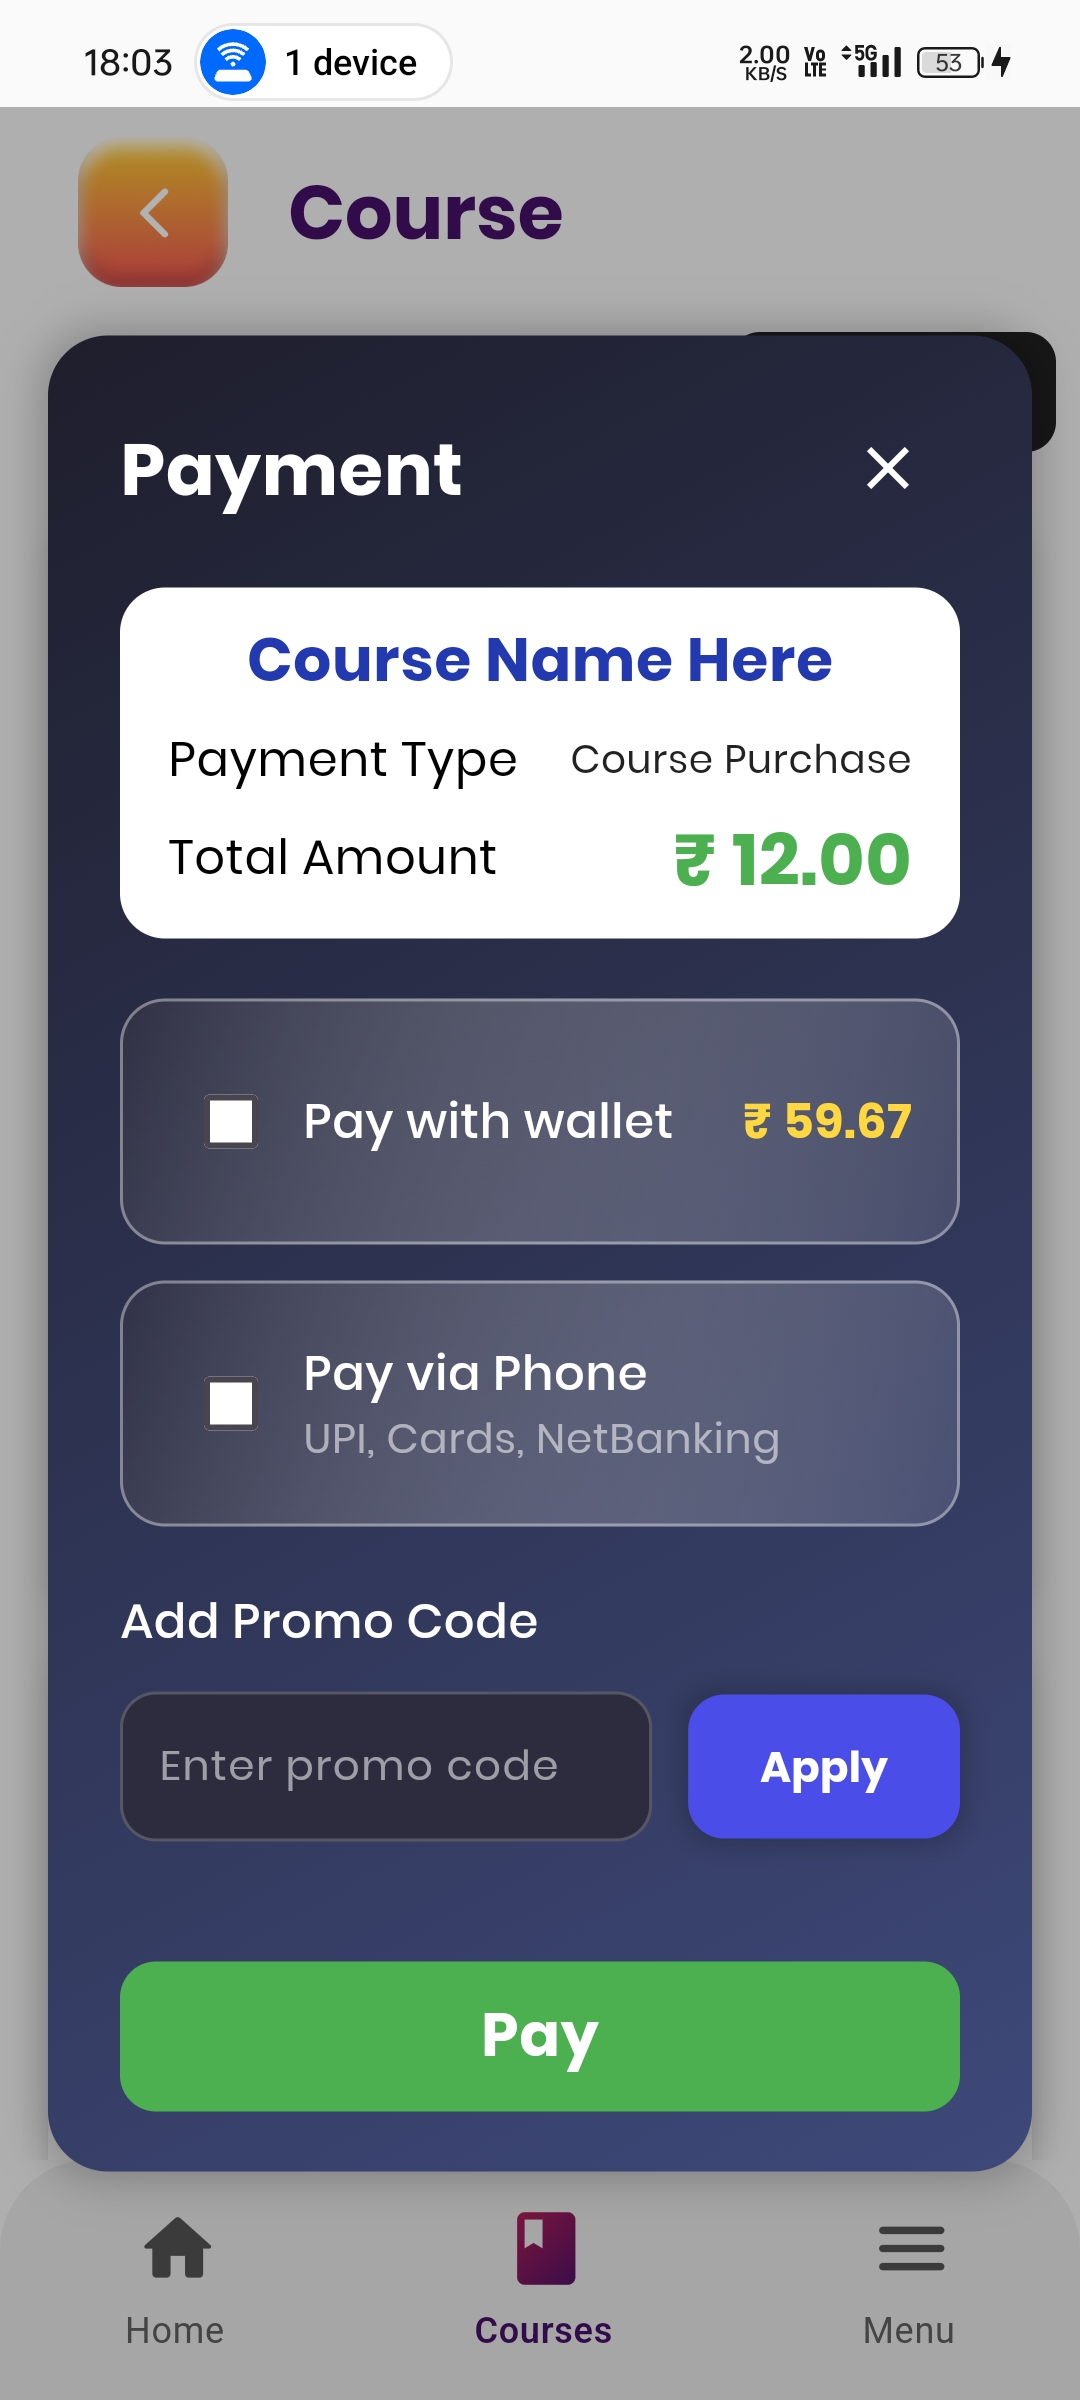 18:03 1 device 2.00 KB/S Vo LTE 5G 53
Course
Payment
Course Name Here
Payment Type Course Purchase
Total Amount ₹ 12.00
Pay with wallet ₹ 59.67
Pay via Phone
UPI, Cards, NetBanking
Add Promo Code
Enter promo code Apply
Pay
Home Courses Menu